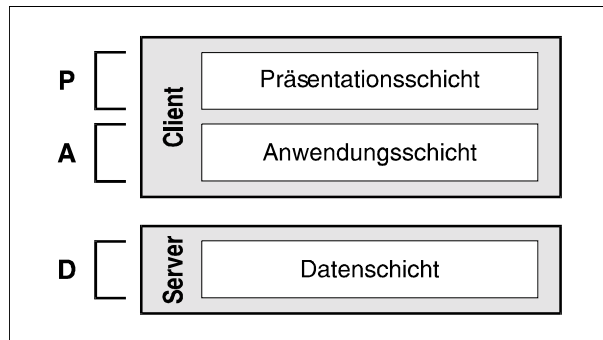 P
Client
Präsentationsschicht
A
Anwendungsschicht
D
Server
Datenschicht